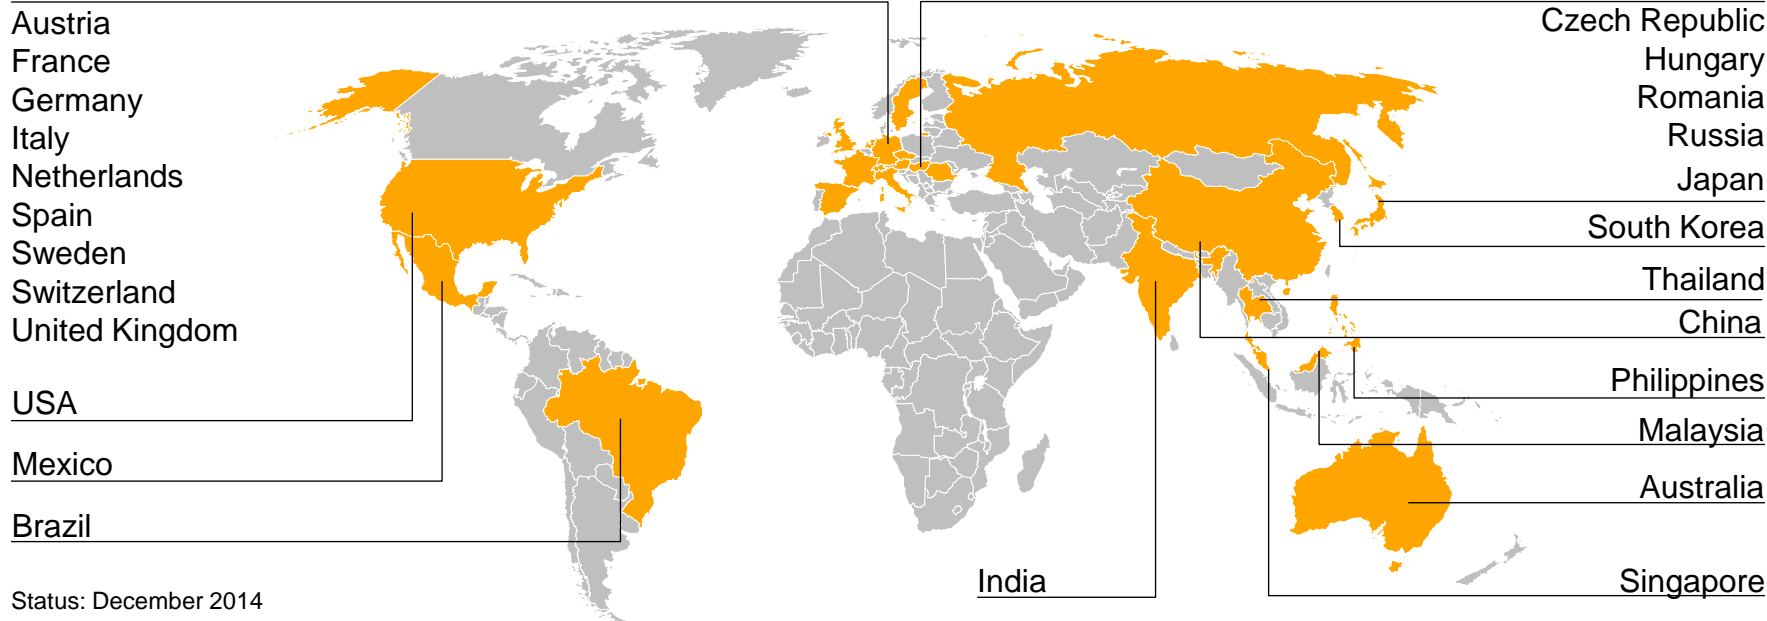 Austria
France
Germany
Italy
Netherlands
Spain
Sweden
Switzerland
United Kingdom
USA
Mexico
Brazil
Status: December 2014
Czech Republic
Hungary
Romania
Russia
Japan
South Korea
Thailand
China
Philippines
Malaysia
Australia
Singapore
India